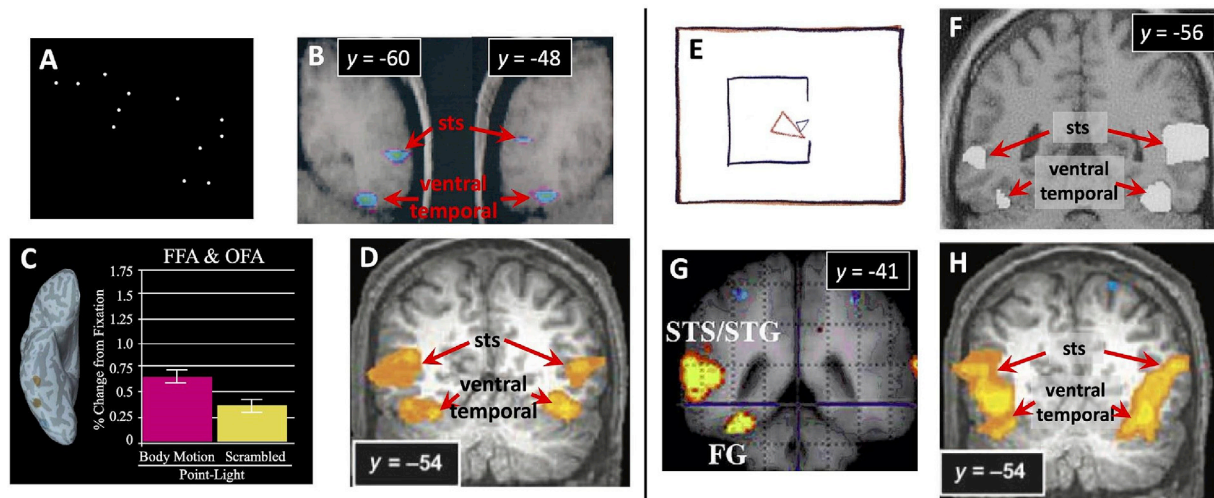 A
B
y = -60
y = -48
sts
ventral
temporal
C
FFA & OFA
% Change from Fixation
1.75
1.5
1.25
1
0.75
0.5
0.25
0
Body Motion
Scrambled
Point-Light
D
sts
ventral
temporal
y = –54
E
F
y = -56
sts
ventral
temporal
G
y = -41
STS/STG
FG
H
sts
ventral
temporal
y = –54